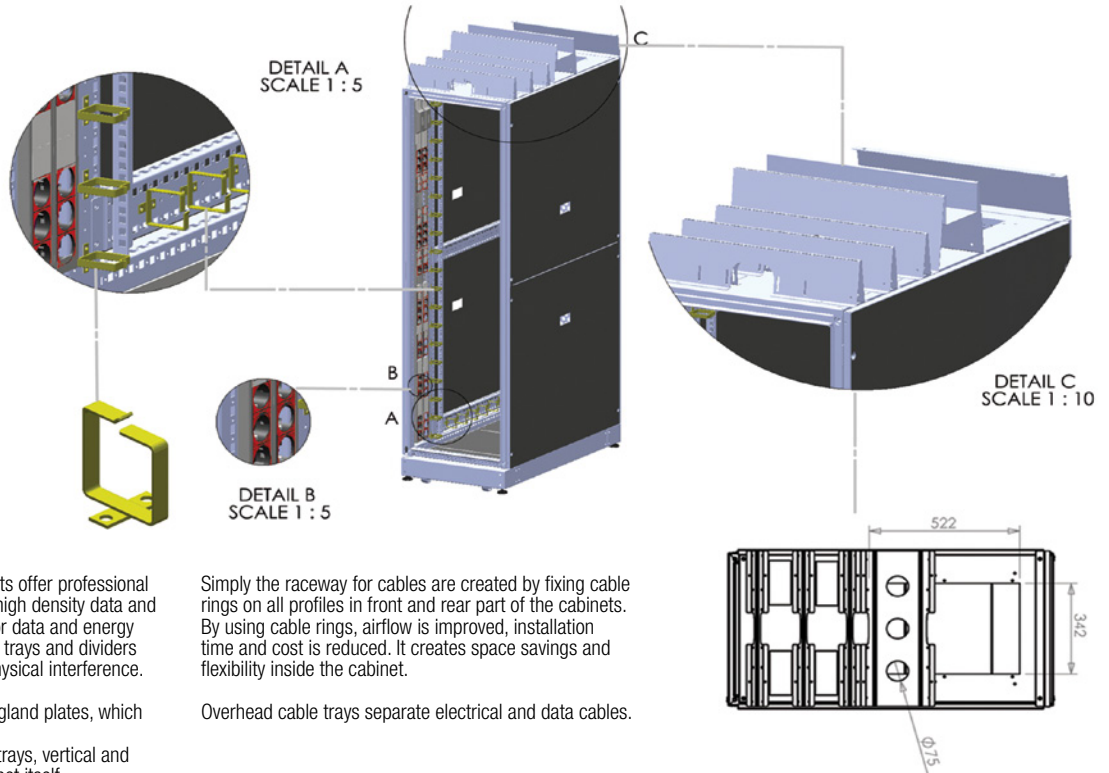 DETAIL A
SCALE 1 : 5
C
B
A
DETAIL B
SCALE 1 : 5
DETAIL C
SCALE 1 : 10
522
342
Ø75
ts offer professional
high density data and
or data and energy
trays and dividers
ysical interference.
gland plates, which
trays, vertical and
Simply the raceway for cables are created by fixing cable
rings on all profiles in front and rear part of the cabinets.
By using cable rings, airflow is improved, installation
time and cost is reduced. It creates space savings and
flexibility inside the cabinet.
Overhead cable trays separate electrical and data cables.